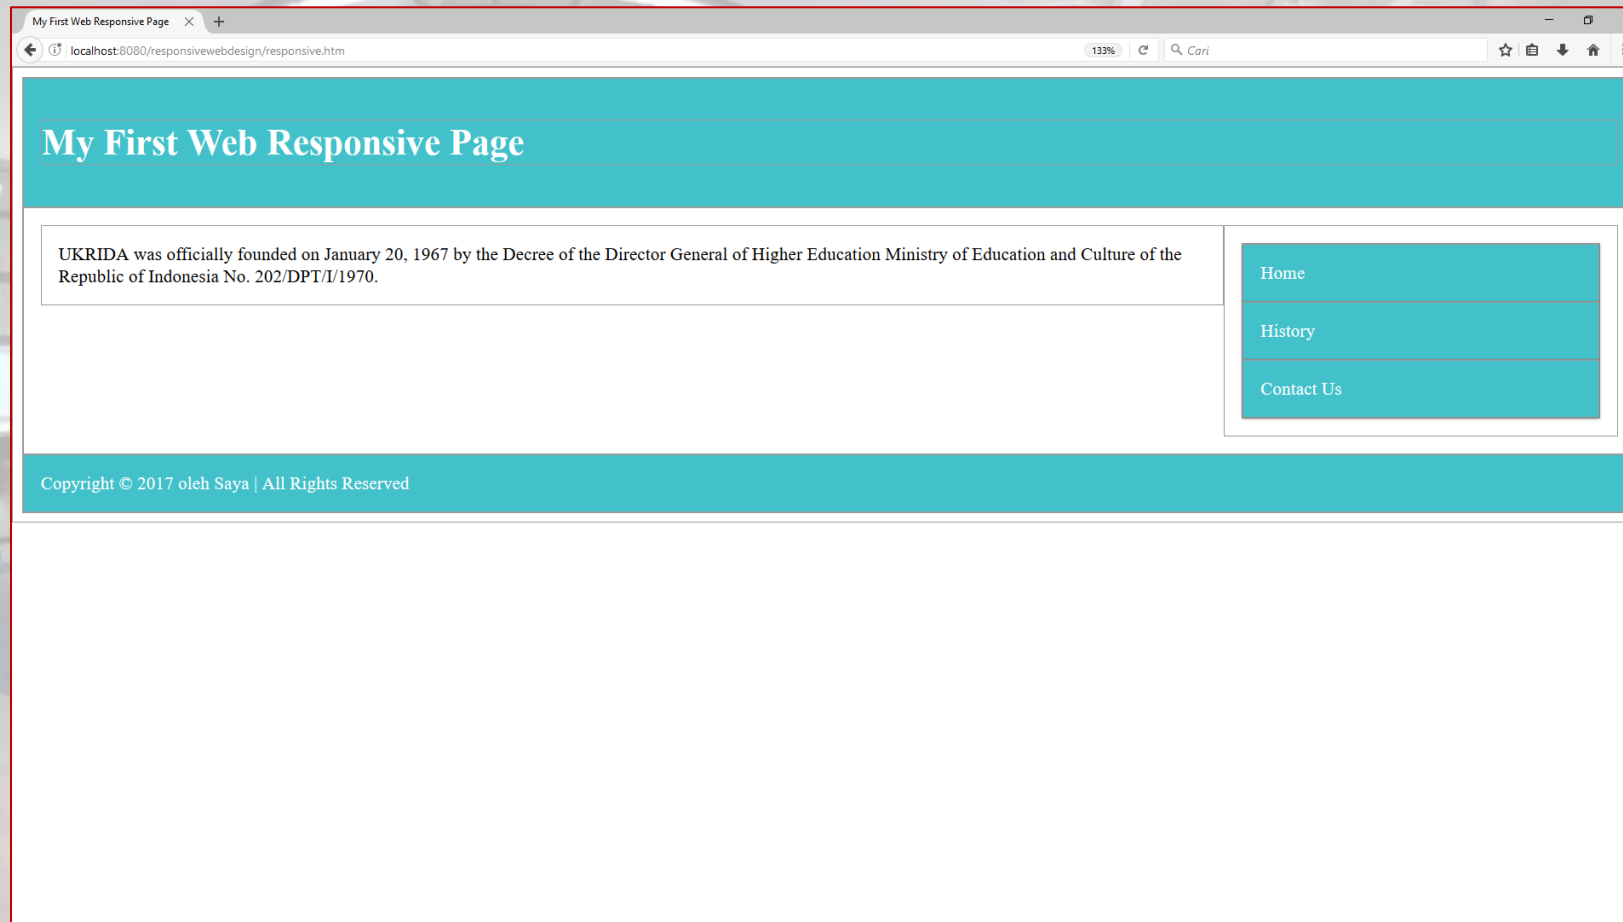 My First Web Responsive Page
localhost:8080/responsivewebdesign/responsive.htm
133%
Cari
My First Web Responsive Page
UKRIDA was officially founded on January 20, 1967 by the Decree of the Director General of Higher Education Ministry of Education and Culture of the
Republic of Indonesia No. 202/DPT/I/1970.
Home
History
Contact Us
Copyright © 2017 oleh Saya | All Rights Reserved